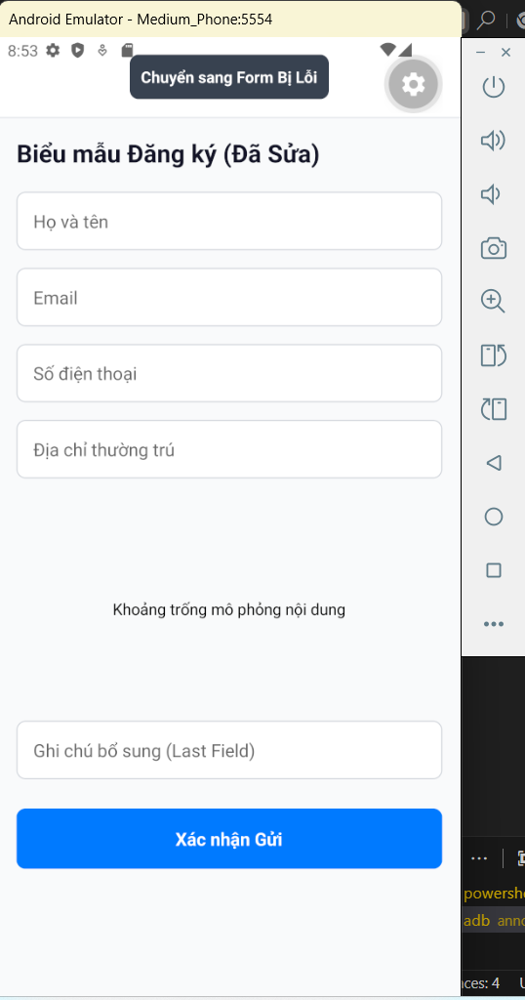 Android Emulator - Medium_Phone:5554
8:53
Chuyển sang Form Bị Lỗi
Biểu mẫu Đăng ký (Đã Sửa)
Họ và tên
Email
Số điện thoại
Địa chỉ thường trú
Khoảng trống mô phỏng nội dung
Ghi chú bổ sung (Last Field)
Xác nhận Gửi
powersh
adb anno
aces: 4